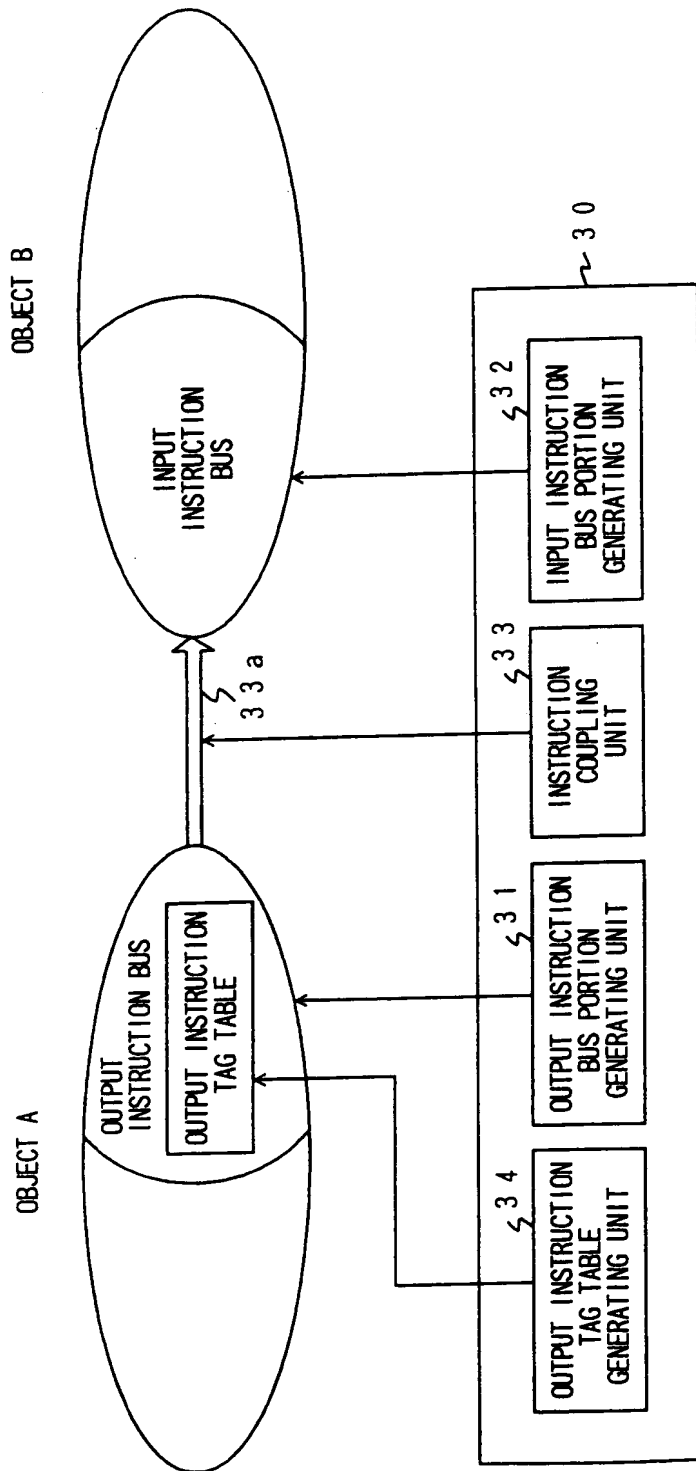 OBJECT A
OBJECT B
OUTPUT
INSTRUCTION BUS
OUTPUT INSTRUCTION
TAG TABLE
33a
INPUT
INSTRUCTION
BUS
34
OUTPUT INSTRUCTION
TAG TABLE
GENERATING UNIT
31
OUTPUT INSTRUCTION
BUS PORTION
GENERATING UNIT
33
INSTRUCTION
COUPLING
UNIT
32
INPUT INSTRUCTION
BUS PORTION
GENERATING UNIT
30